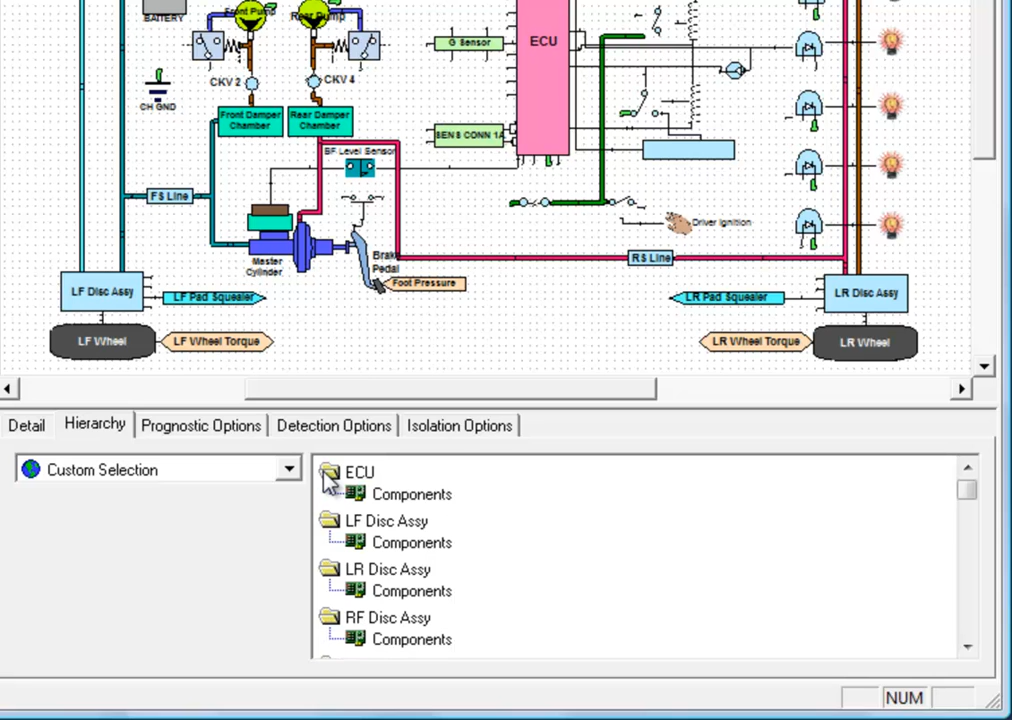 BATTERY
Front Pump
Rear Pump
G Sensor
ECU
CKV 2
CKV 4
CH GND
Front Damper
Chamber
Rear Damper
Chamber
SENS CONN 1A
BF Level Sensor
FS Line
Driver Ignition
Master
Cylinder
Brake
Pedal
Foot Pressure
RS Line
LF Disc Assy
LF Pad Squealer
LR Pad Squealer
LR Disc Assy
LF Wheel
LF Wheel Torque
LR Wheel Torque
LR Wheel
Detail
Hierarchy
Prognostic Options
Detection Options
Isolation Options
Custom Selection
ECU
Components
LF Disc Assy
Components
LR Disc Assy
Components
RF Disc Assy
Components
NUM